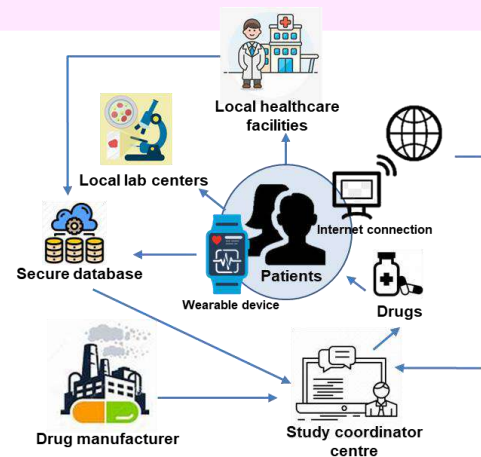 Local healthcare
facilities
Local lab centers
Internet connection
Secure database
Patients
Wearable device
Drugs
Drug manufacturer
Study coordinator
centre